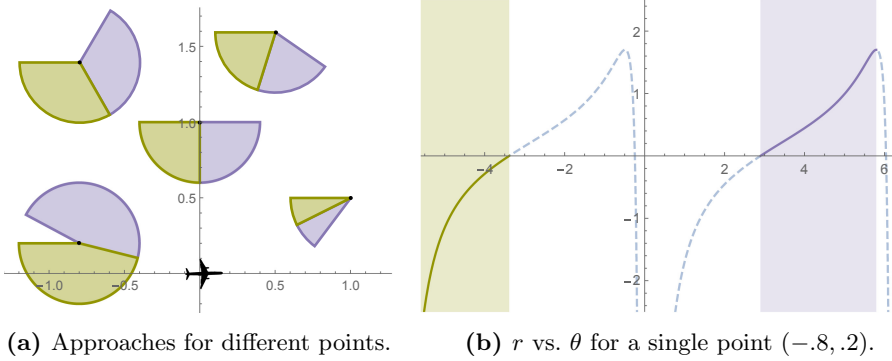 1.5
1.0
0.5
−1.0 −0.5 0.5 1.0
2
1
−4 −2 2 4 6
−1
−2
(a) Approaches for different points.
(b) r vs. θ for a single point (−.8, .2).